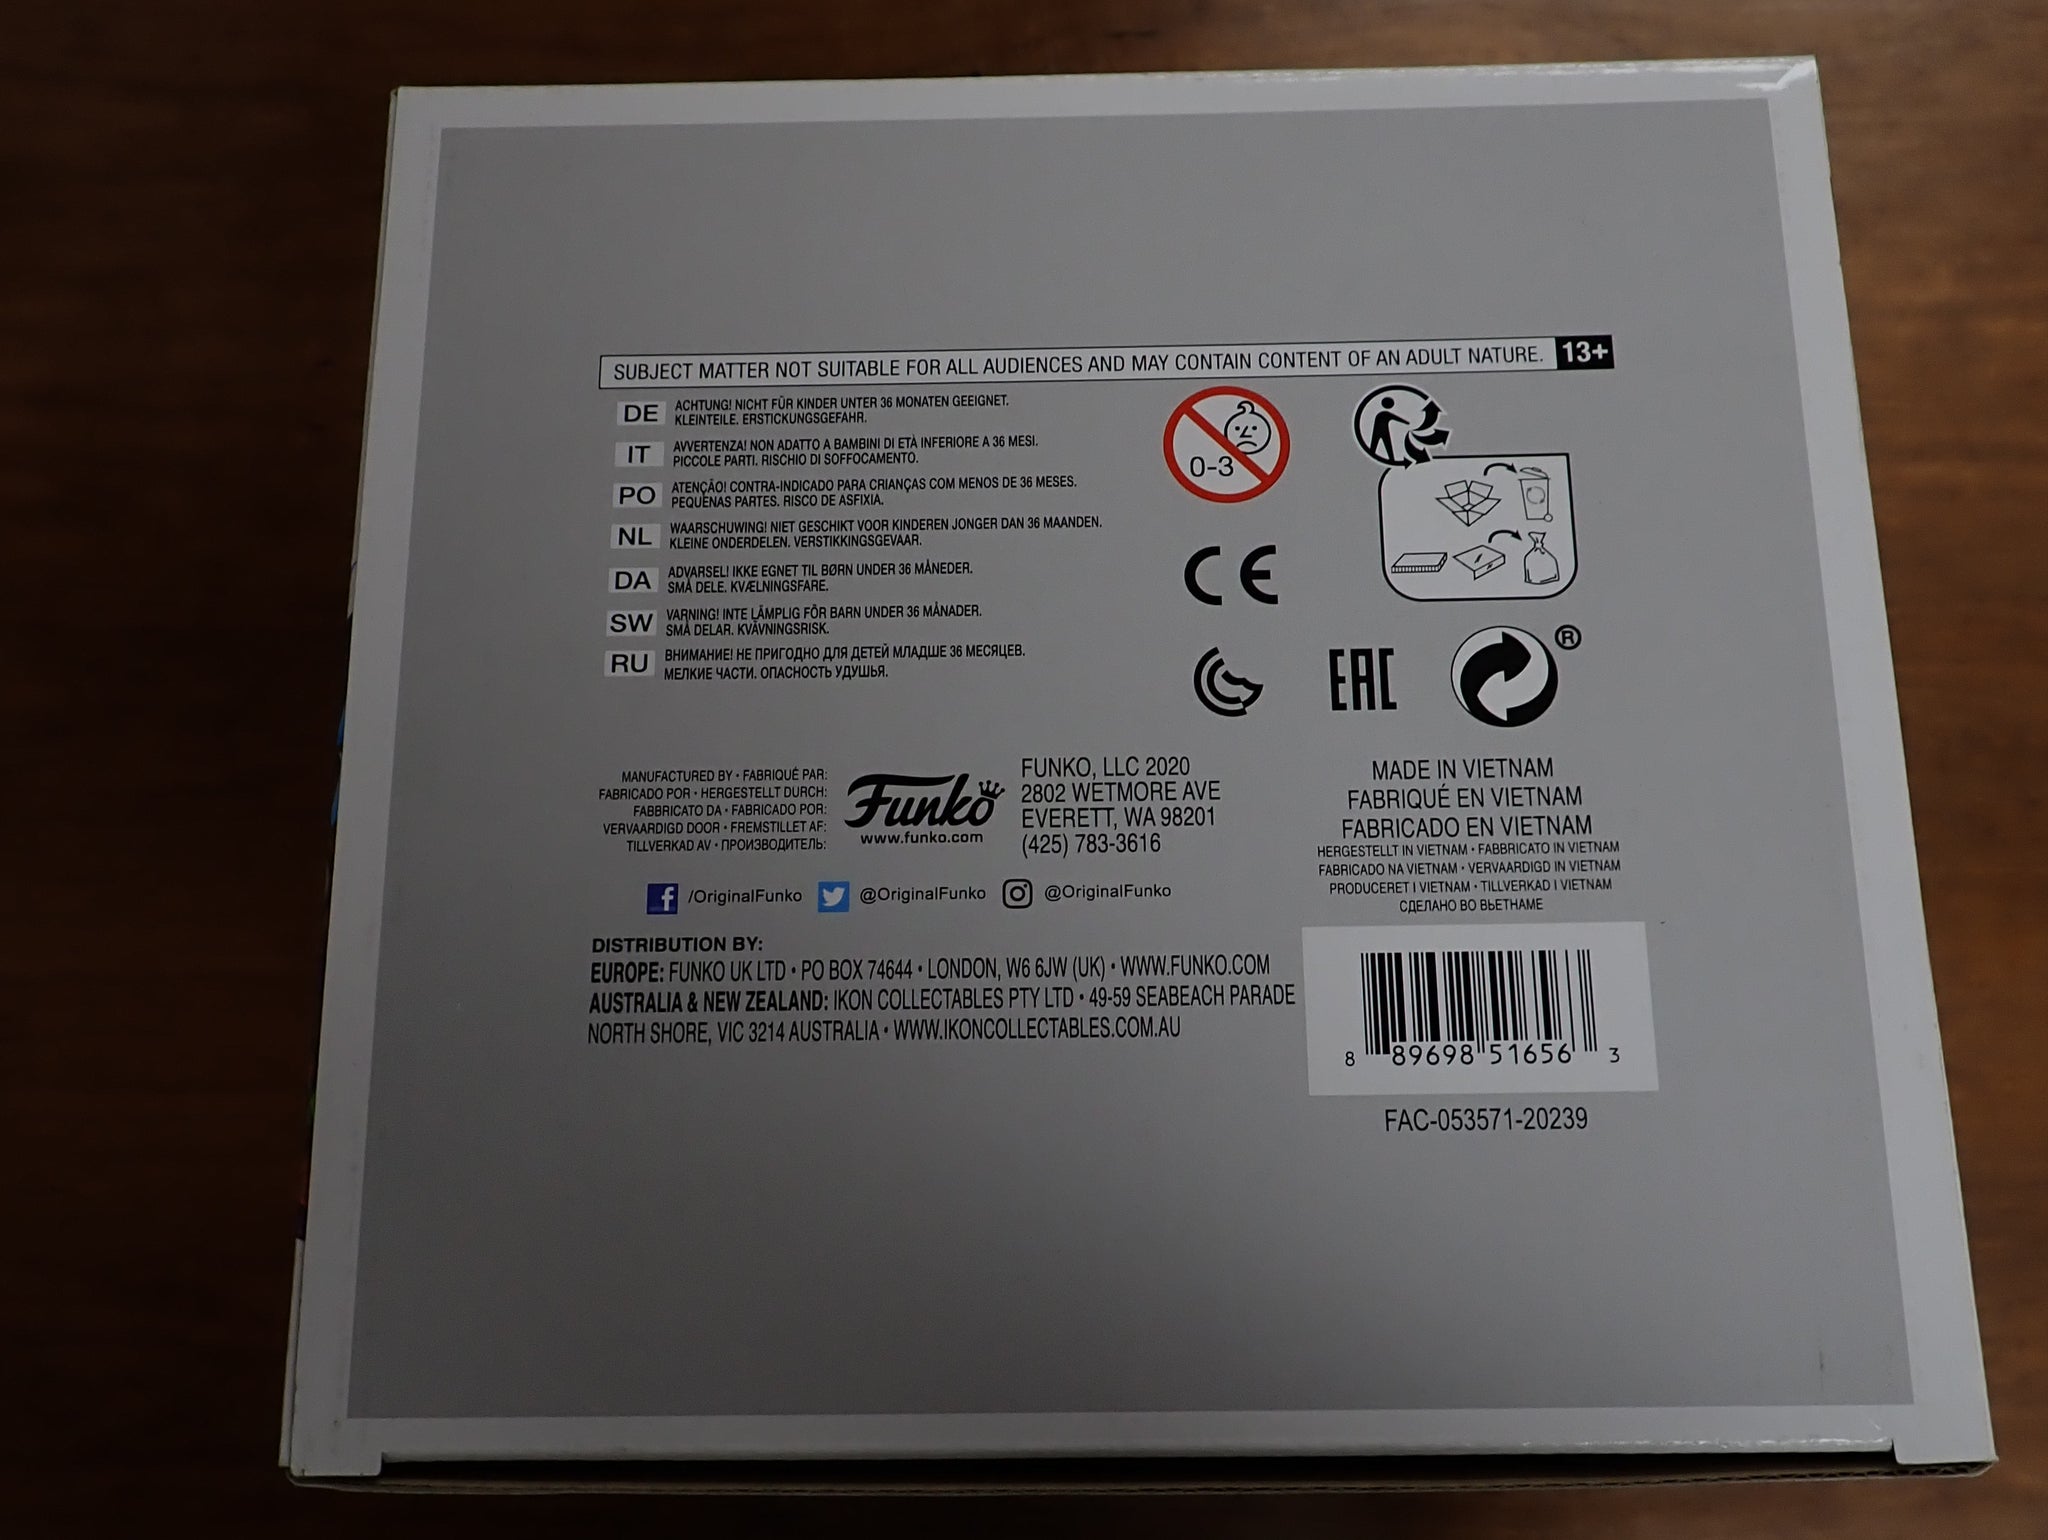 SUBJECT MATTER NOT SUITABLE FOR ALL AUDIENCES AND MAY CONTAIN CONTENT OF AN ADULT NATURE. 13+
DE ACHTUNG! NICHT FÜR KINDER UNTER 36 MONATEN GEEIGNET.
KLEINTEILE. ERSTICKUNGSGEFAHR.
IT AVVERTENZA! NON ADATTO A BAMBINI DI ETÀ INFERIORE A 36 MESI.
PICCOLE PARTI. RISCHIO DI SOFFOCAMENTO.
PO ATENÇÃO! CONTRA-INDICADO PARA CRIANÇAS COM MENOS DE 36 MESES.
PEQUENAS PARTES. RISCO DE ASFIXIA.
NL WAARSCHUWING! NIET GESCHIKT VOOR KINDEREN JONGER DAN 36 MAANDEN.
KLEINE ONDERDELEN. VERSTIKKINGSGEVAAR.
DA ADVARSEL! IKKE EGNET TIL BØRN UNDER 36 MÅNEDER.
SMÅ DELE. KVÆLNINGSFARE.
SW VARNING! INTE LÄMPLIG FÖR BARN UNDER 36 MÅNADER.
SMÅ DELAR. KVÄVNINGSRISK.
RU ВНИМАНИЕ! НЕ ПРИГОДНО ДЛЯ ДЕТЕЙ МЛАДШЕ 36 МЕСЯЦЕВ.
МЕЛКИЕ ЧАСТИ. ОПАСНОСТЬ УДУШЬЯ.
0-3
CE
EAC
®
MANUFACTURED BY • FABRIQUÉ PAR:
FABRICADO POR • HERGESTELLT DURCH:
FABBRICATO DA • FABRICADO POR:
VERVAARDIGD DOOR • FREMSTILLET AF:
TILLVERKAD AV • ПРОИЗВОДИТЕЛЬ:
Funko
www.funko.com
FUNKO, LLC 2020
2802 WETMORE AVE
EVERETT, WA 98201
(425) 783-3616
MADE IN VIETNAM
FABRIQUÉ EN VIETNAM
FABRICADO EN VIETNAM
HERGESTELLT IN VIETNAM • FABBRICATO IN VIETNAM
FABRICADO NA VIETNAM • VERVAARDIGD IN VIETNAM
PRODUCERET I VIETNAM • TILLVERKAD I VIETNAM
СДЕЛАНО ВО ВЬЕТНАМЕ
f /OriginalFunko @OriginalFunko @OriginalFunko
DISTRIBUTION BY:
EUROPE: FUNKO UK LTD • PO BOX 74644 • LONDON, W6 6JW (UK) • WWW.FUNKO.COM
AUSTRALIA & NEW ZEALAND: IKON COLLECTABLES PTY LTD • 49-59 SEABEACH PARADE
NORTH SHORE, VIC 3214 AUSTRALIA • WWW.IKONCOLLECTABLES.COM.AU
8 89698 51656 3
FAC-053571-20239